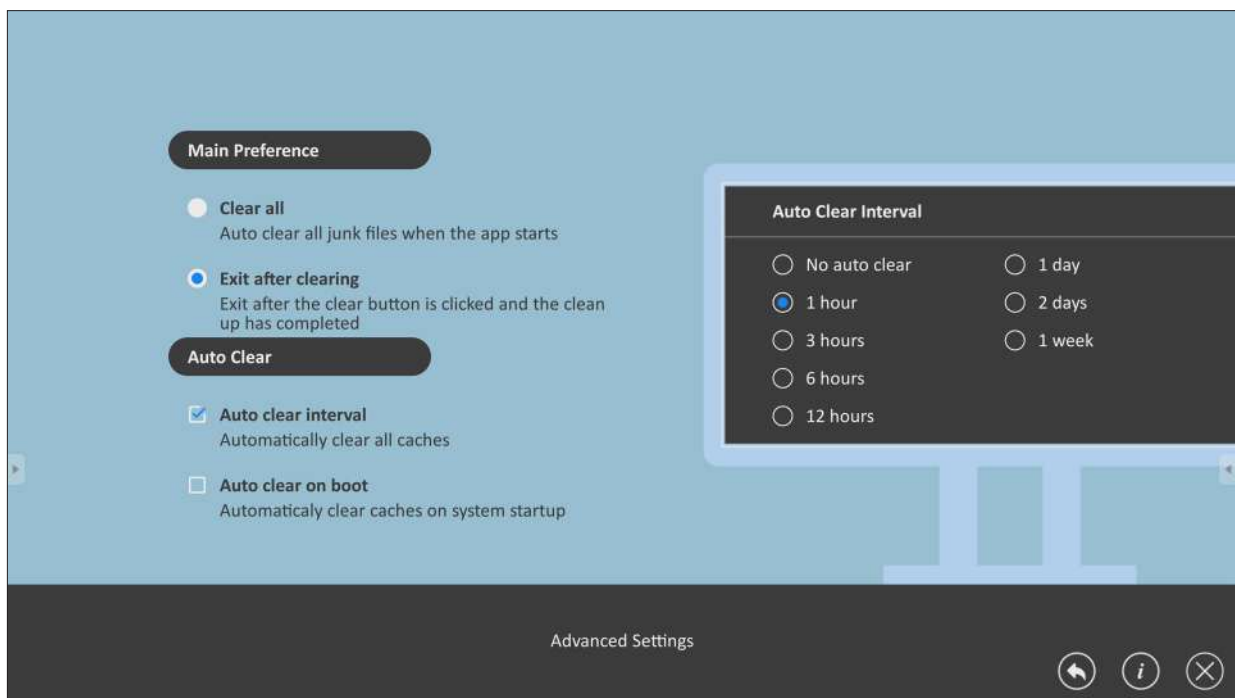 Main Preference
Clear all
Auto clear all junk files when the app starts
Exit after clearing
Exit after the clear button is clicked and the clean
up has completed
Auto Clear
Auto clear interval
Automatically clear all caches
Auto clear on boot
Automaticaly clear caches on system startup
Auto Clear Interval
No auto clear
1 hour
3 hours
6 hours
12 hours
1 day
2 days
1 week
Advanced Settings
i